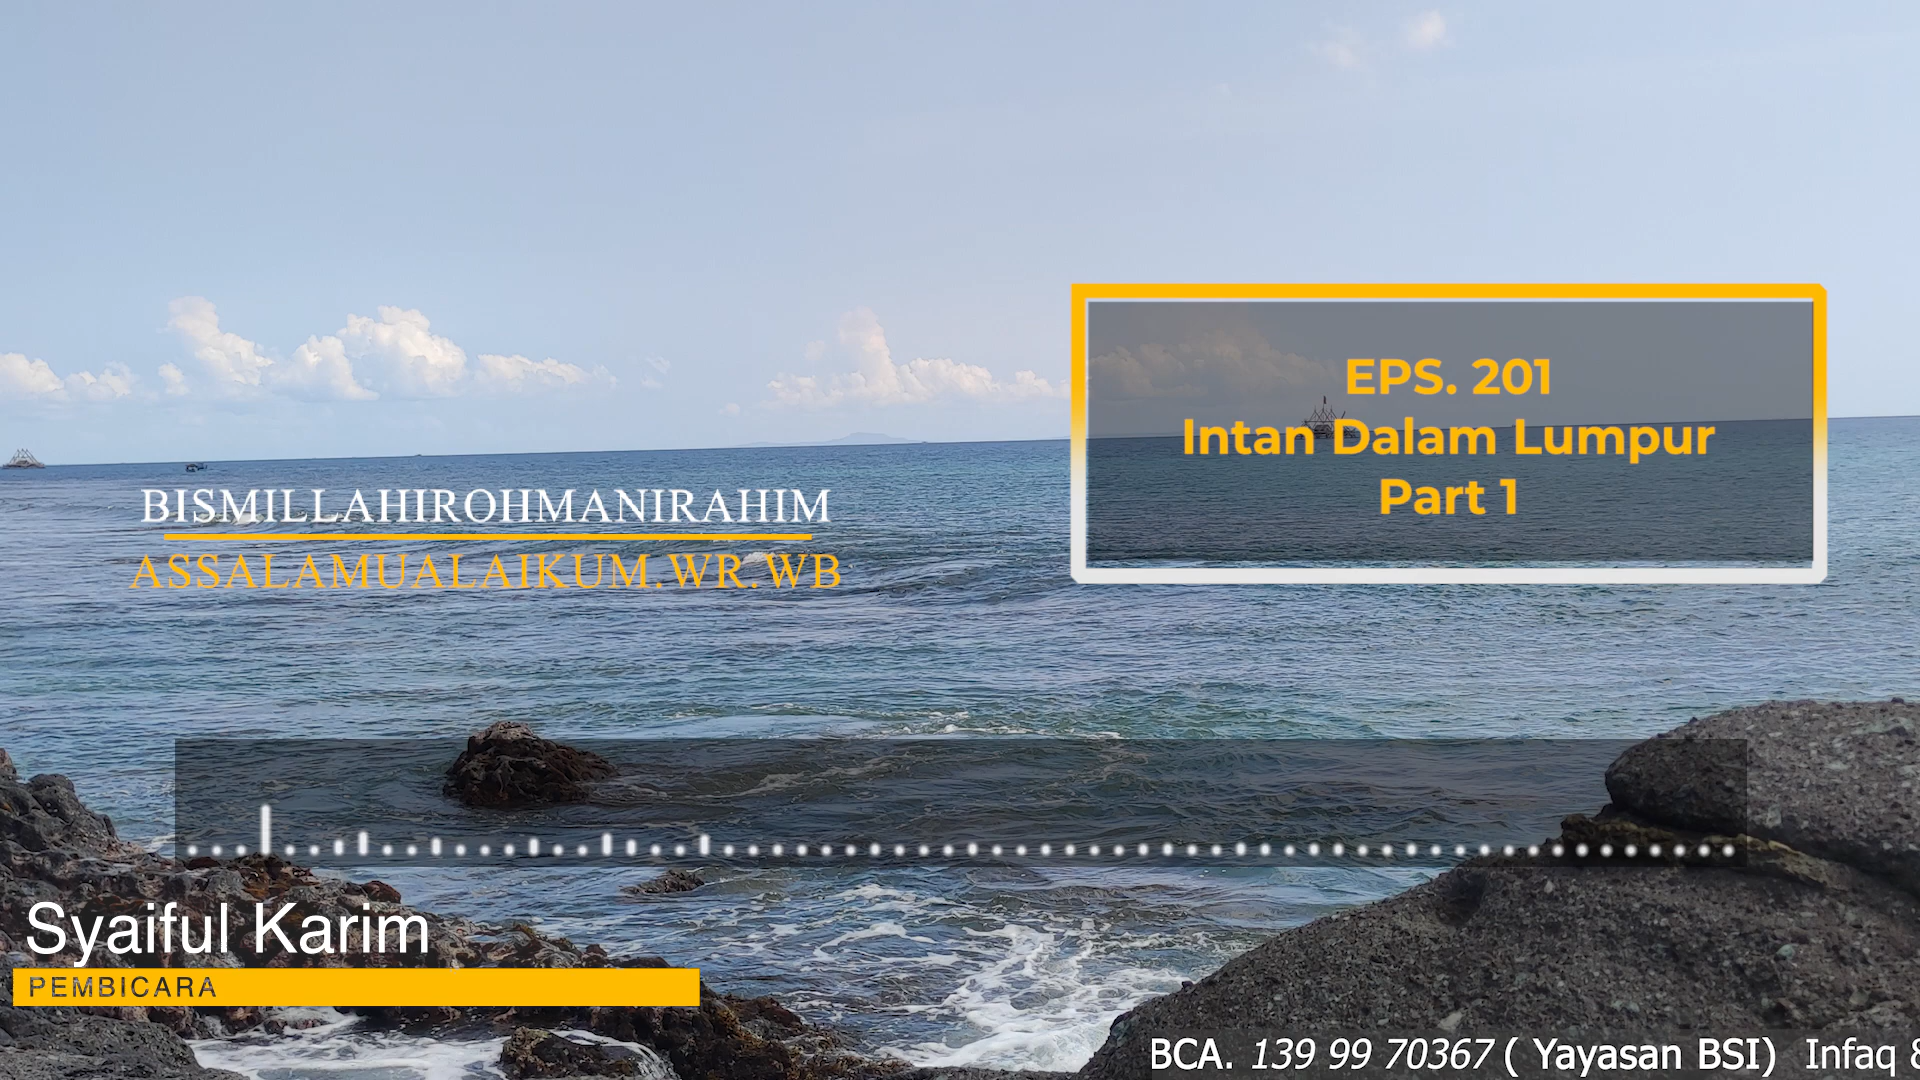 EPS. 201
Intan Dalam Lumpur
Part 1
BISMILLAHIROHMANIRAHIM
ASSALAMUALAIKUM.WR.WB
Syaiful Karim
PEMBICARA
BCA. 139 99 70367 ( Yayasan BSI) Infaq &